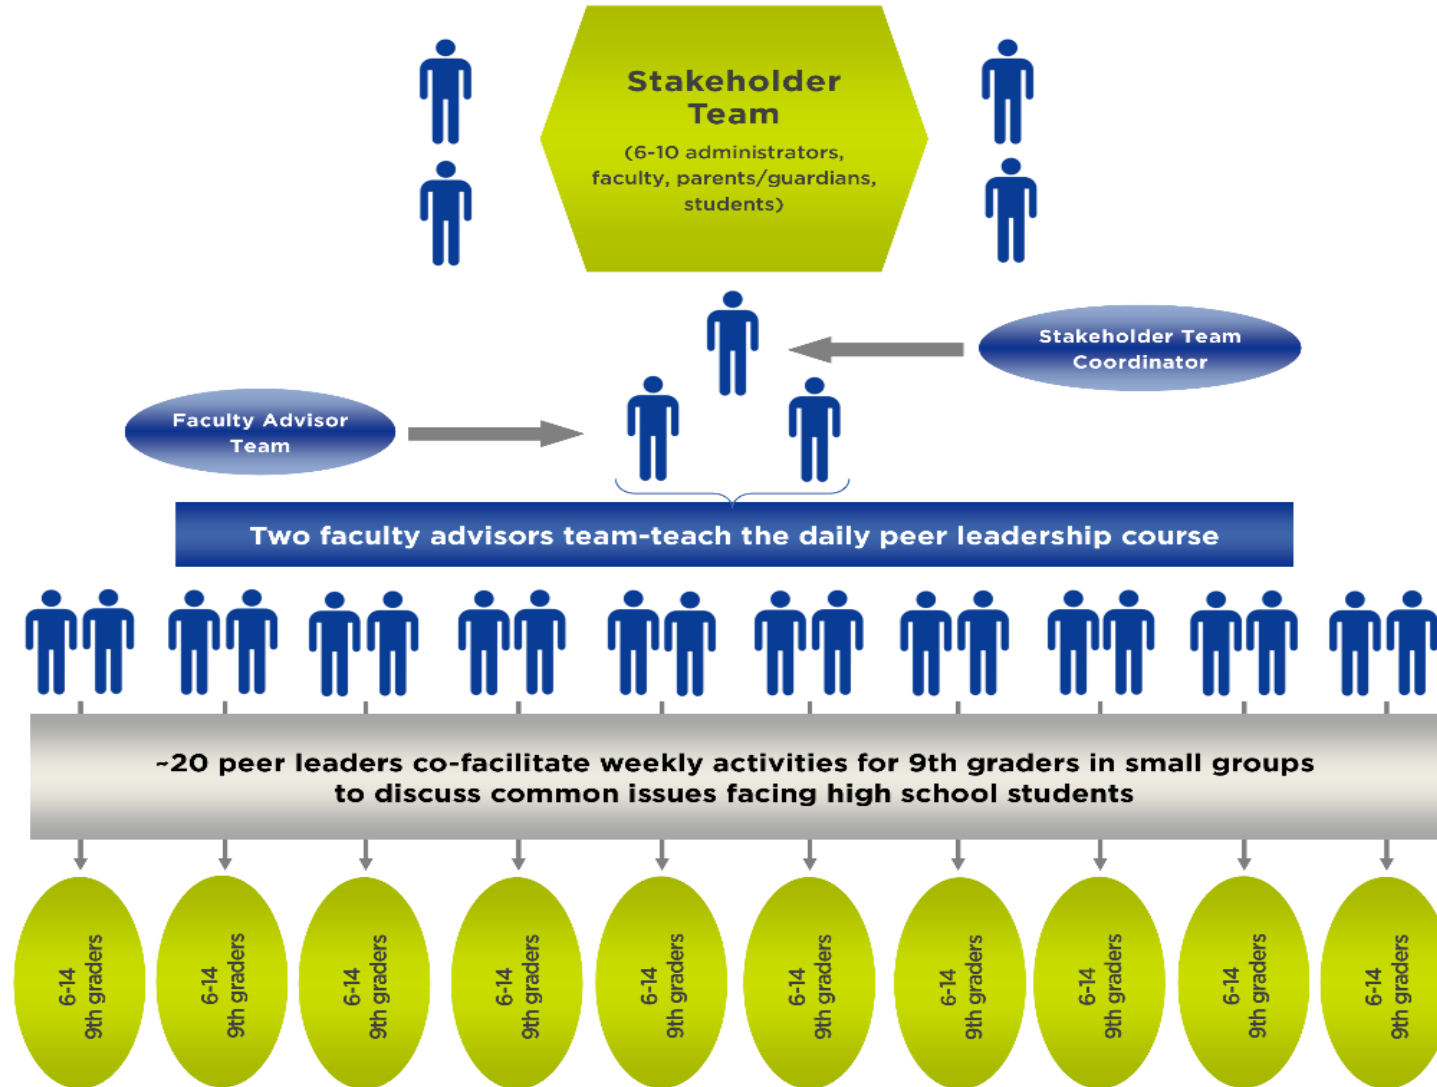 Stakeholder
Team
(6-10 administrators,
faculty, parents/guardians,
students)
Stakeholder Team
Coordinator
Faculty Advisor
Team
Two faculty advisors team-teach the daily peer leadership course
~20 peer leaders co-facilitate weekly activities for 9th graders in small groups
to discuss common issues facing high school students
6-14
9th graders
6-14
9th graders
6-14
9th graders
6-14
9th graders
6-14
9th graders
6-14
9th graders
6-14
9th graders
6-14
9th graders
6-14
9th graders
6-14
9th graders